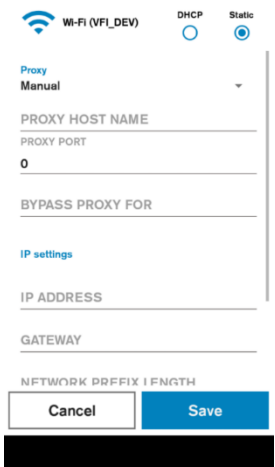 Wi-Fi (VFI_DEV)
DHCP
Static
Proxy
Manual
PROXY HOST NAME
PROXY PORT
0
BYPASS PROXY FOR
IP settings
IP ADDRESS
GATEWAY
NETWORK PREFIX LENGTH
Cancel
Save